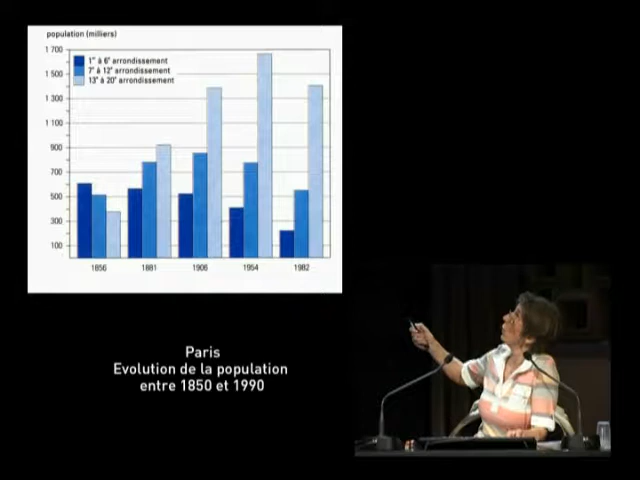 population (milliers)
1 700
1 500
1 300
1 100
900
700
500
300
100
1er à 6e arrondissement
7e à 12e arrondissement
13e à 20e arrondissement
1856
1881
1906
1954
1982
Paris
Evolution de la population
entre 1850 et 1990